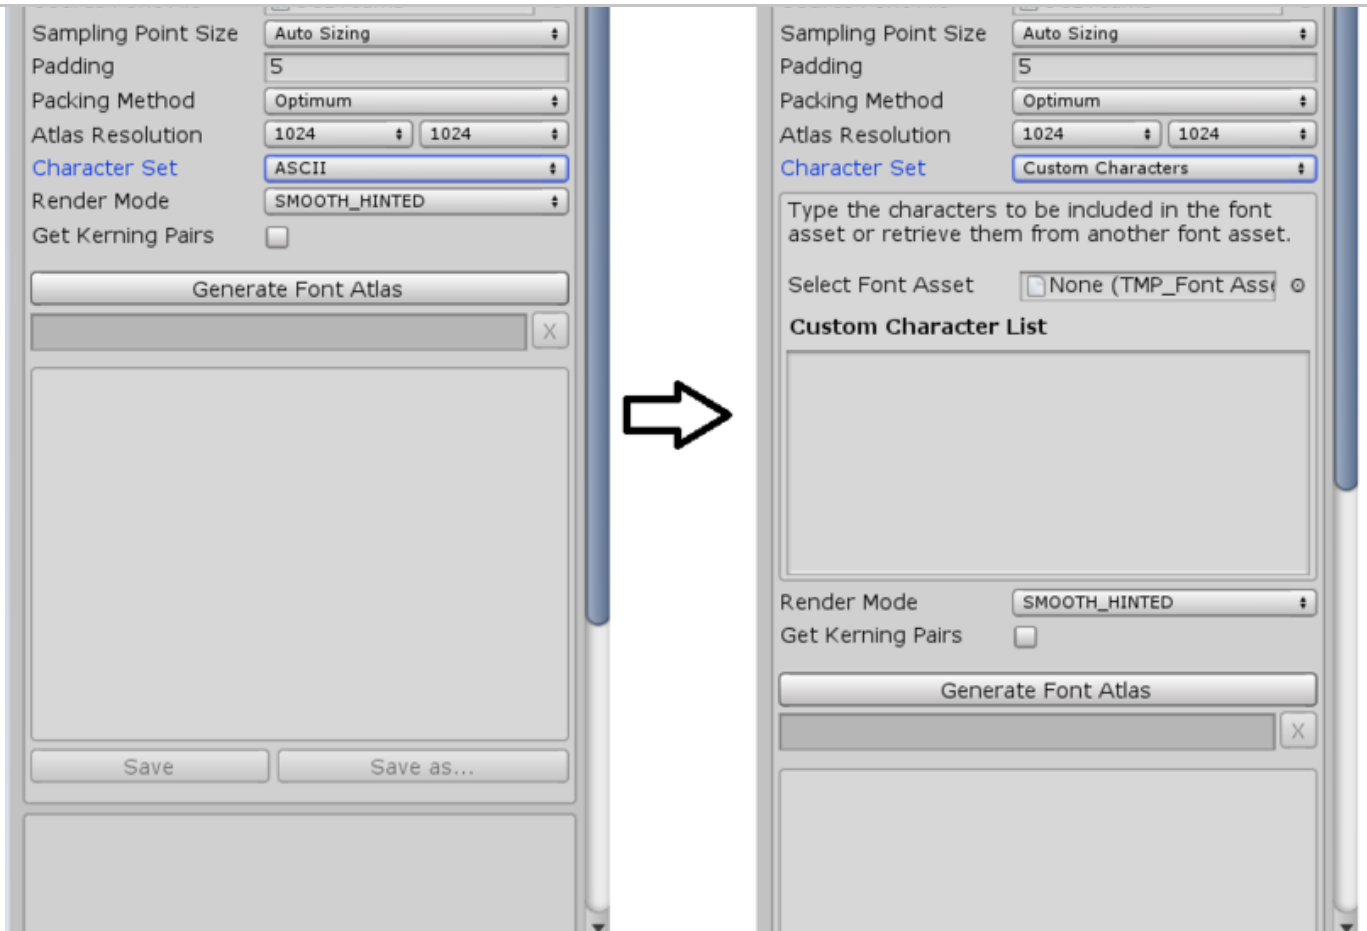 Sampling Point Size Auto Sizing
Padding 5
Packing Method Optimum
Atlas Resolution 1024 1024
Character Set ASCII
Render Mode SMOOTH_HINTED
Get Kerning Pairs
Generate Font Atlas
X
Save Save as...
Sampling Point Size Auto Sizing
Padding 5
Packing Method Optimum
Atlas Resolution 1024 1024
Character Set Custom Characters
Type the characters to be included in the font
asset or retrieve them from another font asset.
Select Font Asset None (TMP_Font Asse
Custom Character List
Render Mode SMOOTH_HINTED
Get Kerning Pairs
Generate Font Atlas
X